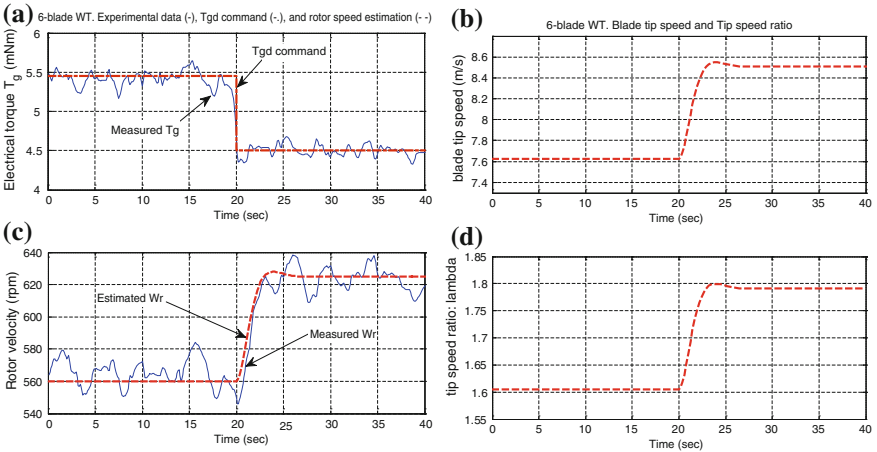 6-blade WT. Experimental data (-), Tgd command (-.), and rotor speed estimation (- -)
(a)
Electrical torque Tg (mNm)
6
5.5
5
4.5
4
Tgd command
Measured Tg
0 5 10 15 20 25 30 35 40
Time (sec)
6-blade WT. Blade tip speed and Tip speed ratio
(b)
blade tip speed (m/s)
8.6
8.4
8.2
8
7.8
7.6
7.4
0 5 10 15 20 25 30 35 40
Time (sec)
(c)
Rotor velocity (rpm)
640
620
600
580
560
540
Estimated Wr
Measured Wr
0 5 10 15 20 25 30 35 40
Time (sec)
(d)
tip speed ratio: lambda
1.85
1.8
1.75
1.7
1.65
1.6
1.55
0 5 10 15 20 25 30 35 40
Time (sec)